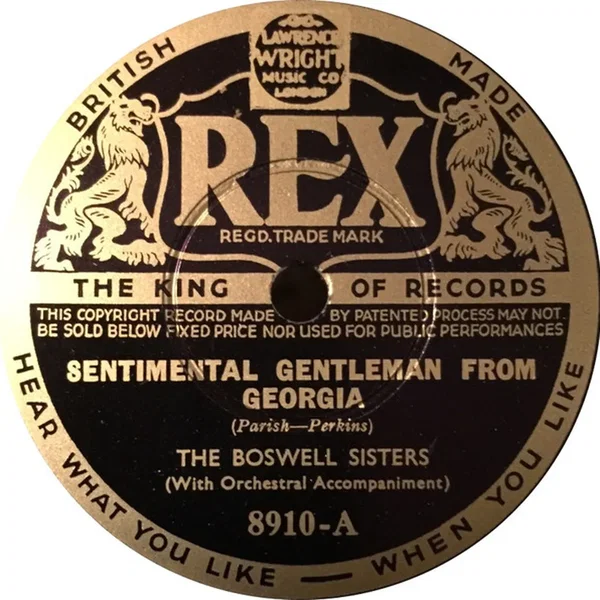 LAWRENCE
WRIGHT
MUSIC CO
LONDON
BRITISH MADE
REX
REGD. TRADE MARK
THE KING OF RECORDS
THIS COPYRIGHT RECORD MADE BY PATENTED PROCESS MAY NOT
BE SOLD BELOW FIXED PRICE NOR USED FOR PUBLIC PERFORMANCES
SENTIMENTAL GENTLEMAN FROM
GEORGIA
(Parish—Perkins)
THE BOSWELL SISTERS
(With Orchestral Accompaniment)
8910-A
HEAR WHAT YOU LIKE — WHEN YOU LIKE